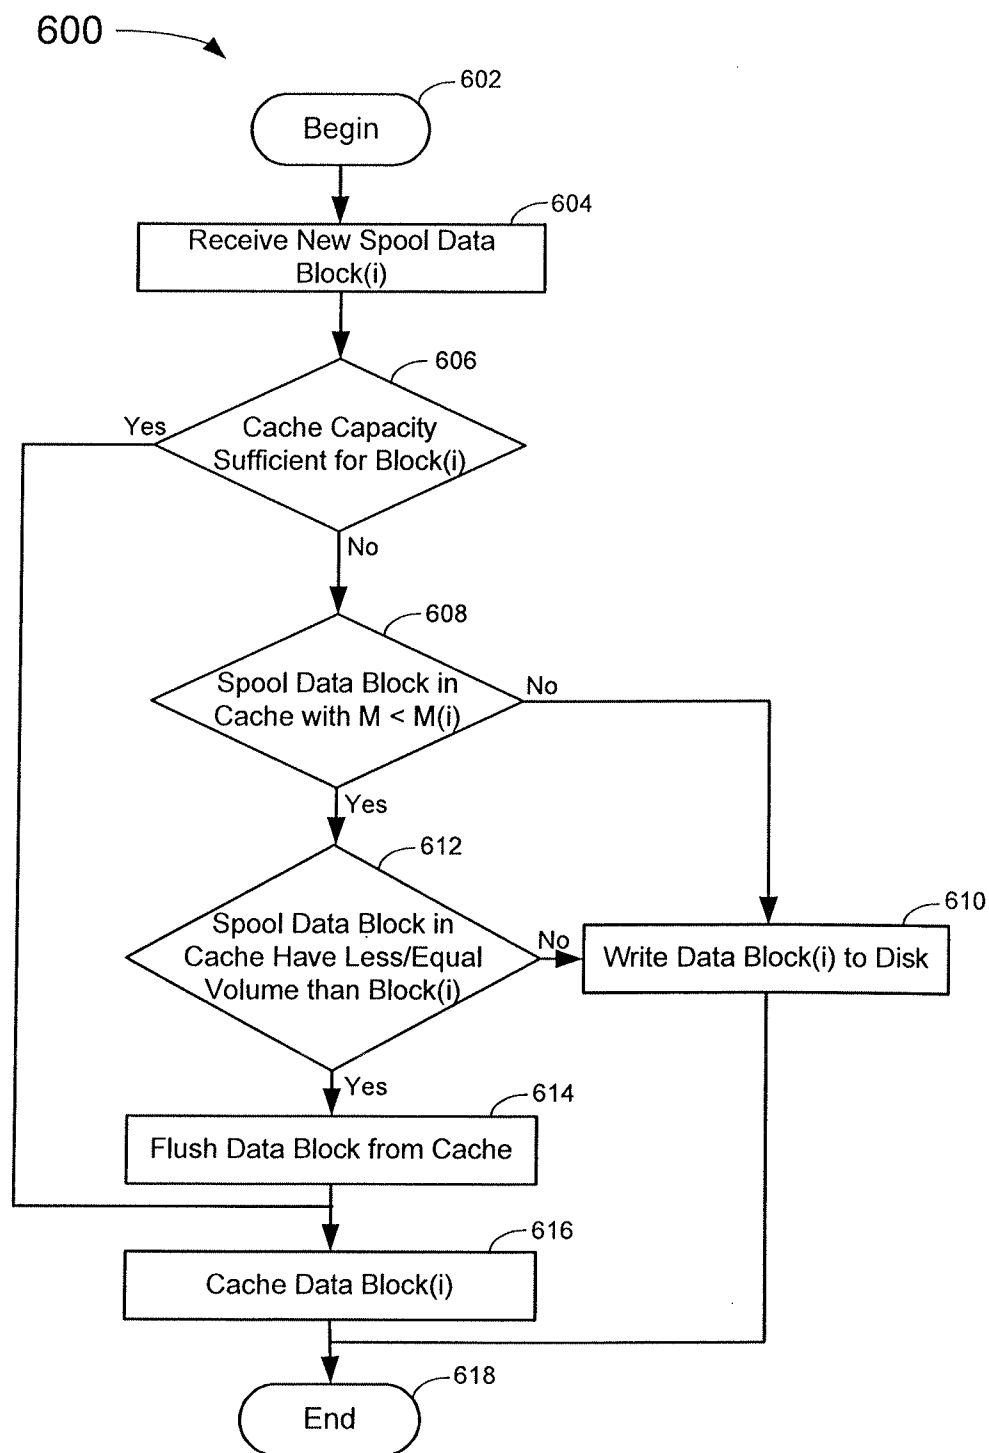 600
602
Begin
604
Receive New Spool Data
Block(i)
606
Yes
Cache Capacity
Sufficient for Block(i)
No
608
Spool Data Block in
Cache with M < M(i)
No
Yes
612
Spool Data Block in
Cache Have Less/Equal
Volume than Block(i)
No
610
Write Data Block(i) to Disk
Yes
614
Flush Data Block from Cache
616
Cache Data Block(i)
618
End